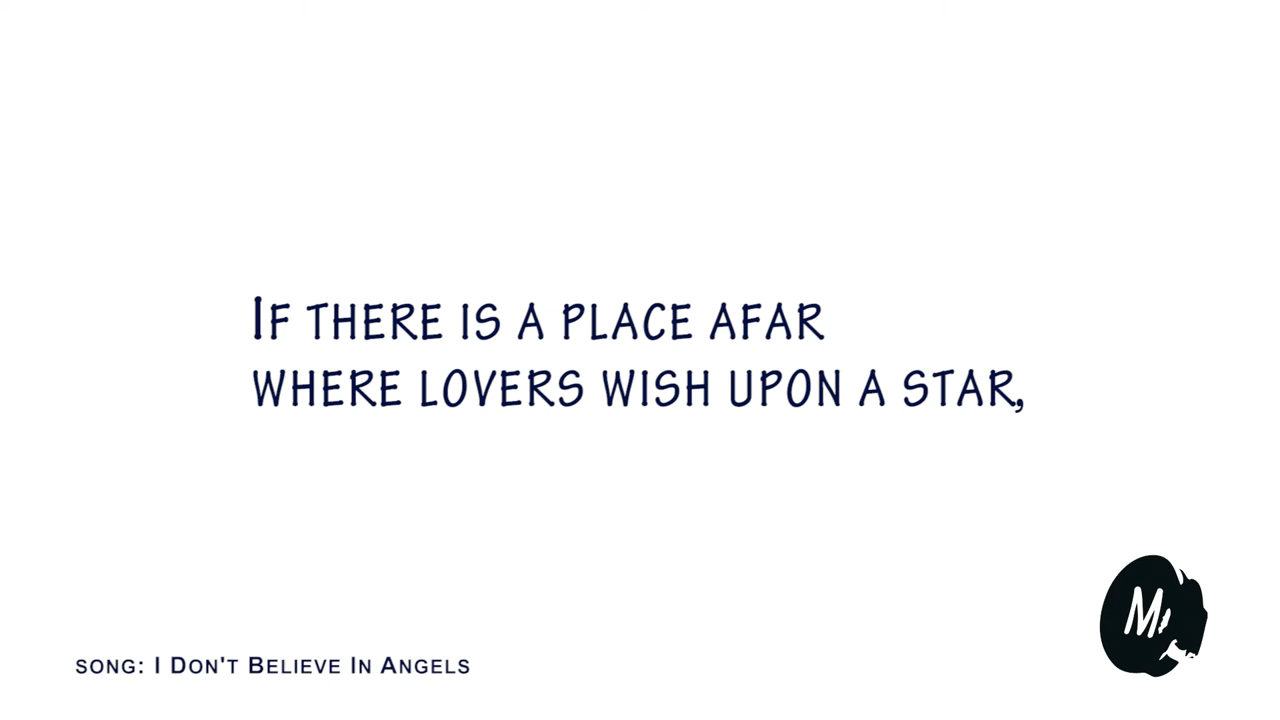 If there is a place afar
where lovers wish upon a star,
M
song: I Don't Believe In Angels